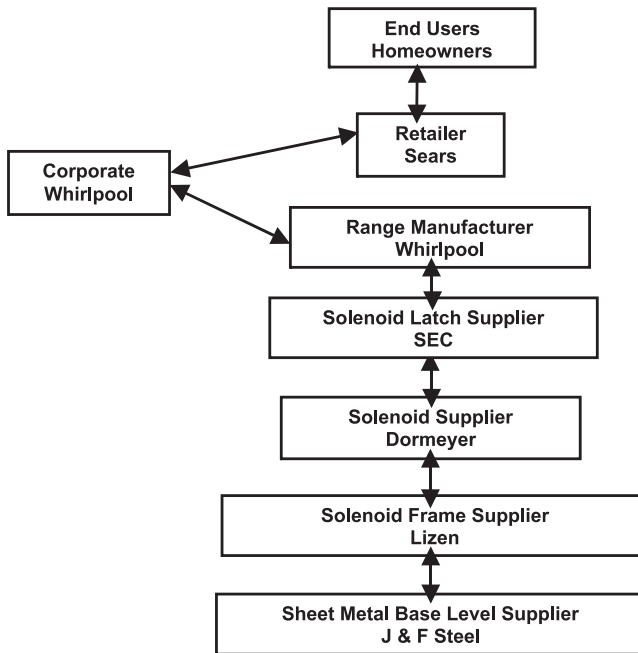 End Users
Homeowners
Retailer
Sears
Corporate
Whirlpool
Range Manufacturer
Whirlpool
Solenoid Latch Supplier
SEC
Solenoid Supplier
Dormeyer
Solenoid Frame Supplier
Lizen
Sheet Metal Base Level Supplier
J & F Steel